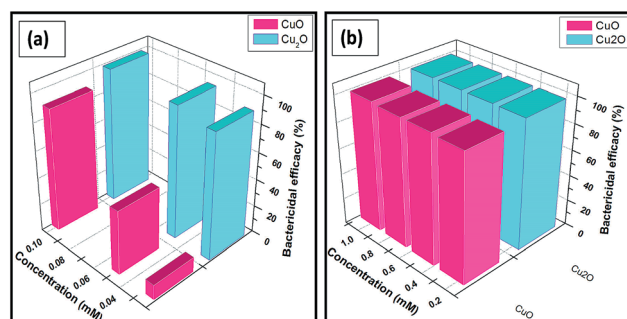 (a)
CuO
Cu₂O
100
80
60
40
20
0
Bactericidal efficacy (%)
0.10
0.08
0.06
0.04
Concentration (mM)
(b)
CuO
Cu2O
100
80
60
40
20
0
Bactericidal efficacy (%)
1.0
0.8
0.6
0.4
0.2
Concentration (mM)
Cu2O
CuO